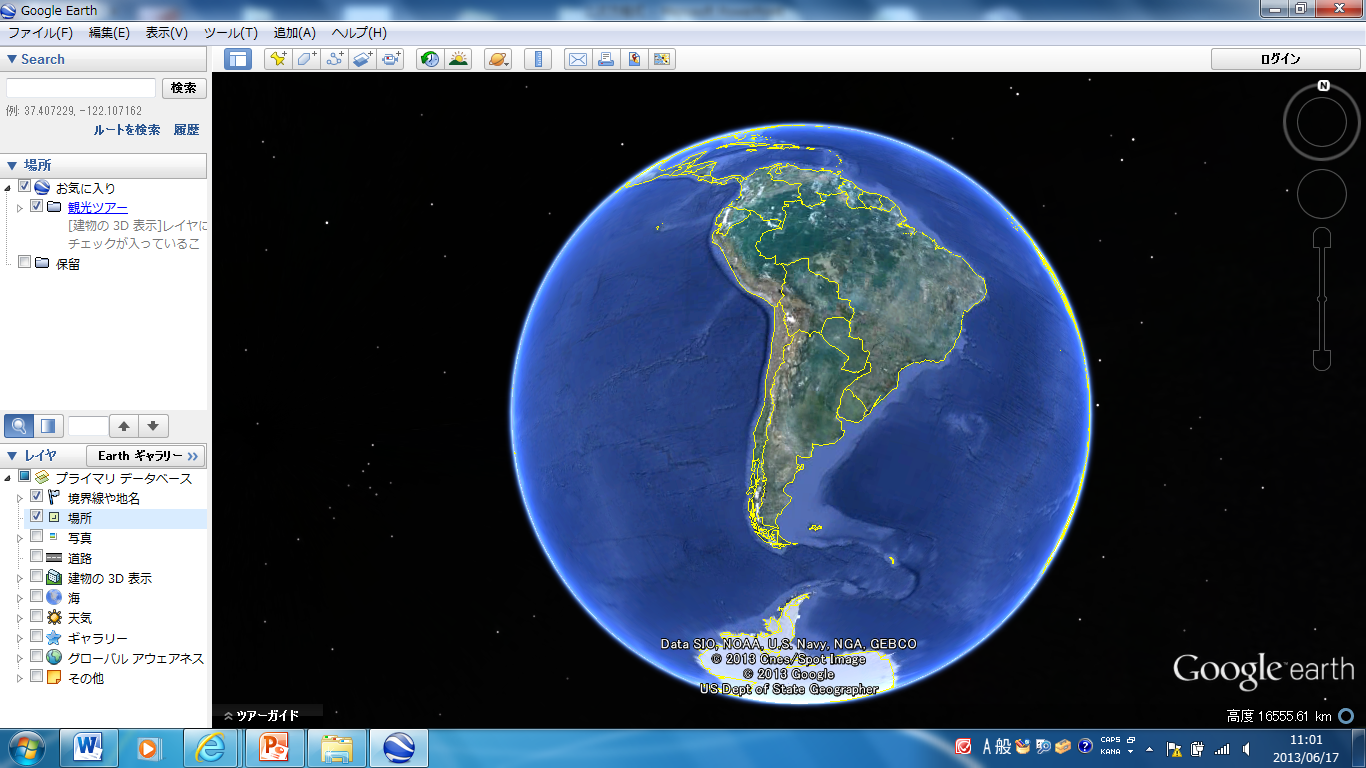 Google Earth
ファイル(F) 編集(E) 表示(V) ツール(T) 追加(A) ヘルプ(H)
Search
検索
例: 37.407229, -122.107162
ルートを検索 履歴
場所
お気に入り
観光ツアー
[建物の 3D 表示]レイヤに
チェックが入っているこ
保留
レイヤ
Earth ギャラリー
プライマリ データベース
境界線や地名
場所
写真
道路
建物の 3D 表示
海
天気
ギャラリー
グローバル アウェアネス
その他
ログイン
N
Data SIO, NOAA, U.S. Navy, NGA, GEBCO
© 2013 Cnes/Spot Image
© 2013 Google
US Dept of State Geographer
Google earth
ツアーガイド
高度 16555.61 km
A 般
CAPS
KANA
11:01
2013/06/17